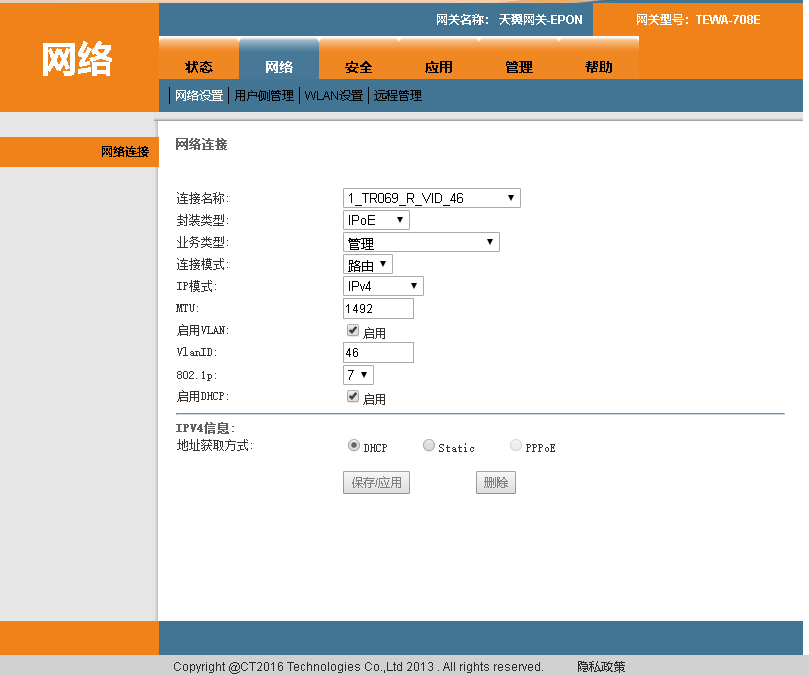 网关名称： 天翼网关-EPON 网关型号： TEWA-708E
网络
状态 网络 安全 应用 管理 帮助
网络设置 用户侧管理 WLAN设置 远程管理
网络连接
网络连接
连接名称: 1_TR069_R_VID_46
封装类型: IPoE
业务类型: 管理
连接模式: 路由
IP模式: IPv4
MTU: 1492
启用VLAN: 启用
VlanID: 46
802.1p: 7
启用DHCP: 启用
IPV4信息:
地址获取方式: DHCP Static PPPoE
保存/应用 删除
Copyright @CT2016 Technologies Co.,Ltd 2013 . All rights reserved. 隐私政策